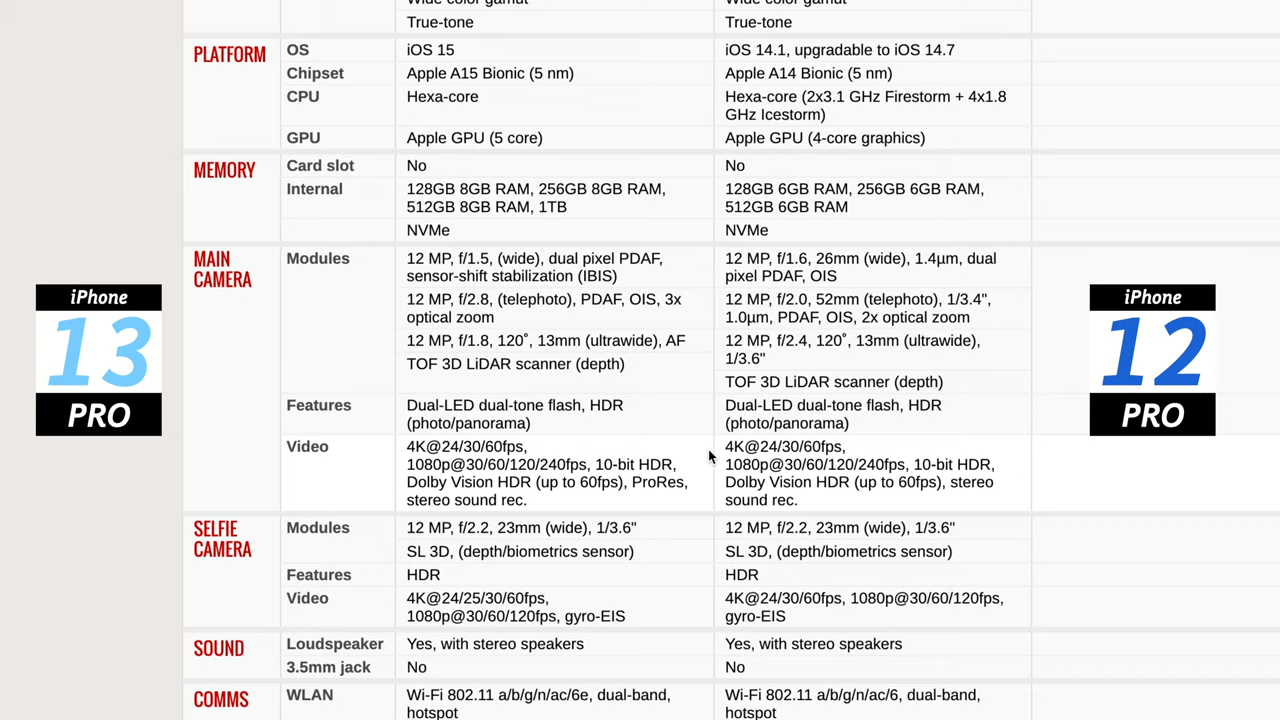 Wide color gamut
Wide color gamut
True-tone
True-tone
PLATFORM
OS
iOS 15
iOS 14.1, upgradable to iOS 14.7
Chipset
Apple A15 Bionic (5 nm)
Apple A14 Bionic (5 nm)
CPU
Hexa-core
Hexa-core (2x3.1 GHz Firestorm + 4x1.8
GHz Icestorm)
GPU
Apple GPU (5 core)
Apple GPU (4-core graphics)
MEMORY
Card slot
No
No
Internal
128GB 8GB RAM, 256GB 8GB RAM,
512GB 8GB RAM, 1TB
128GB 6GB RAM, 256GB 6GB RAM,
512GB 6GB RAM
NVMe
NVMe
MAIN
CAMERA
Modules
12 MP, f/1.5, (wide), dual pixel PDAF,
sensor-shift stabilization (IBIS)
12 MP, f/1.6, 26mm (wide), 1.4µm, dual
pixel PDAF, OIS
12 MP, f/2.8, (telephoto), PDAF, OIS, 3x
optical zoom
12 MP, f/2.0, 52mm (telephoto), 1/3.4",
1.0µm, PDAF, OIS, 2x optical zoom
12 MP, f/1.8, 120˚, 13mm (ultrawide), AF
12 MP, f/2.4, 120˚, 13mm (ultrawide),
1/3.6"
TOF 3D LiDAR scanner (depth)
TOF 3D LiDAR scanner (depth)
Features
Dual-LED dual-tone flash, HDR
(photo/panorama)
Dual-LED dual-tone flash, HDR
(photo/panorama)
Video
4K@24/30/60fps,
1080p@30/60/120/240fps, 10-bit HDR,
Dolby Vision HDR (up to 60fps), ProRes,
stereo sound rec.
4K@24/30/60fps,
1080p@30/60/120/240fps, 10-bit HDR,
Dolby Vision HDR (up to 60fps), stereo
sound rec.
SELFIE
CAMERA
Modules
12 MP, f/2.2, 23mm (wide), 1/3.6"
12 MP, f/2.2, 23mm (wide), 1/3.6"
SL 3D, (depth/biometrics sensor)
SL 3D, (depth/biometrics sensor)
Features
HDR
HDR
Video
4K@24/25/30/60fps,
1080p@30/60/120fps, gyro-EIS
4K@24/30/60fps, 1080p@30/60/120fps,
gyro-EIS
SOUND
Loudspeaker
Yes, with stereo speakers
Yes, with stereo speakers
3.5mm jack
No
No
COMMS
WLAN
Wi-Fi 802.11 a/b/g/n/ac/6e, dual-band,
hotspot
Wi-Fi 802.11 a/b/g/n/ac/6, dual-band,
hotspot
iPhone
13
PRO
iPhone
12
PRO